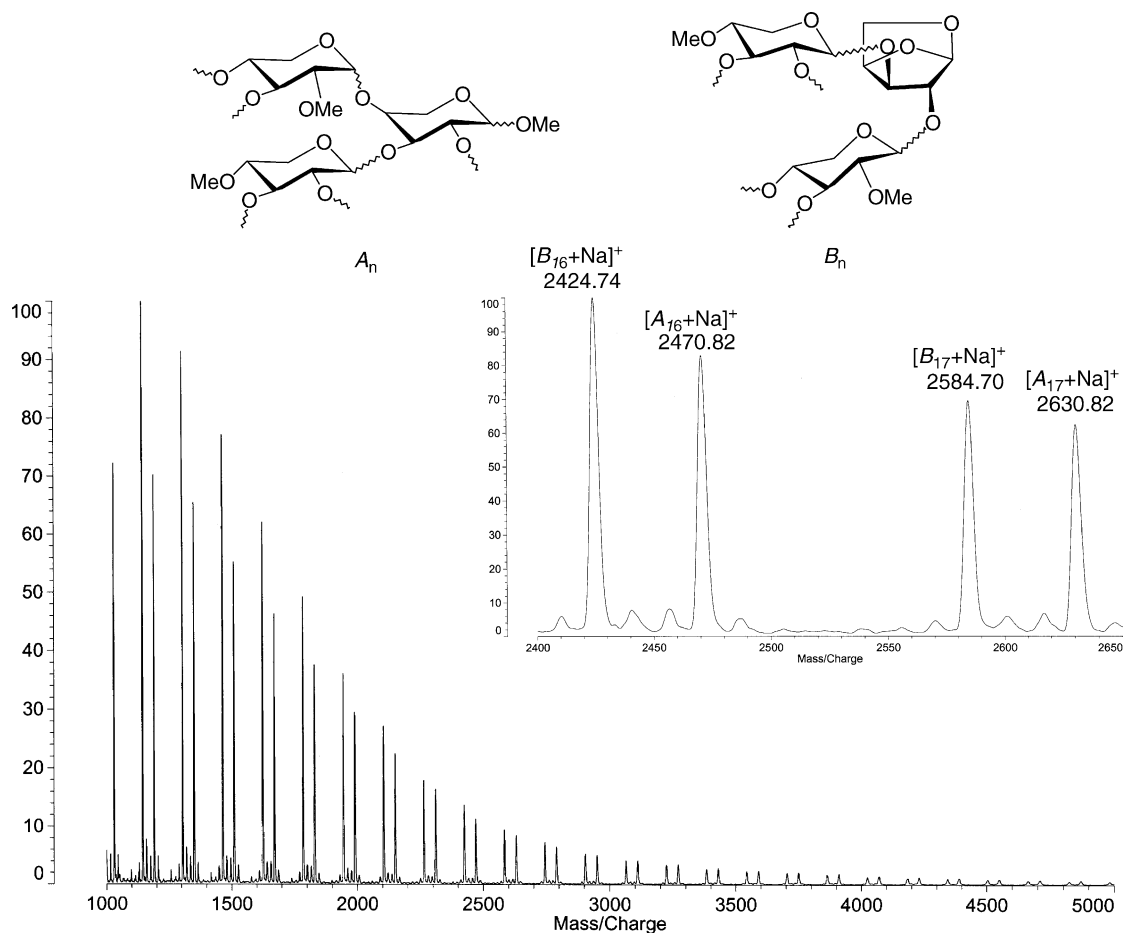 O
O
O
OMe
O
O
OMe
O
O
MeO
O
O
O
A_n
O
MeO
O
O
O
O
O
O
O
O
O
OMe
B_n
[B_16+Na]^+
2424.74
[A_16+Na]^+
2470.82
[B_17+Na]^+
2584.70
[A_17+Na]^+
2630.82
100
90
80
70
60
50
40
30
20
10
0
2400
2450
2500
2550
2600
2650
Mass/Charge
100
90
80
70
60
50
40
30
20
10
0
1000
1500
2000
2500
3000
3500
4000
4500
5000
Mass/Charge